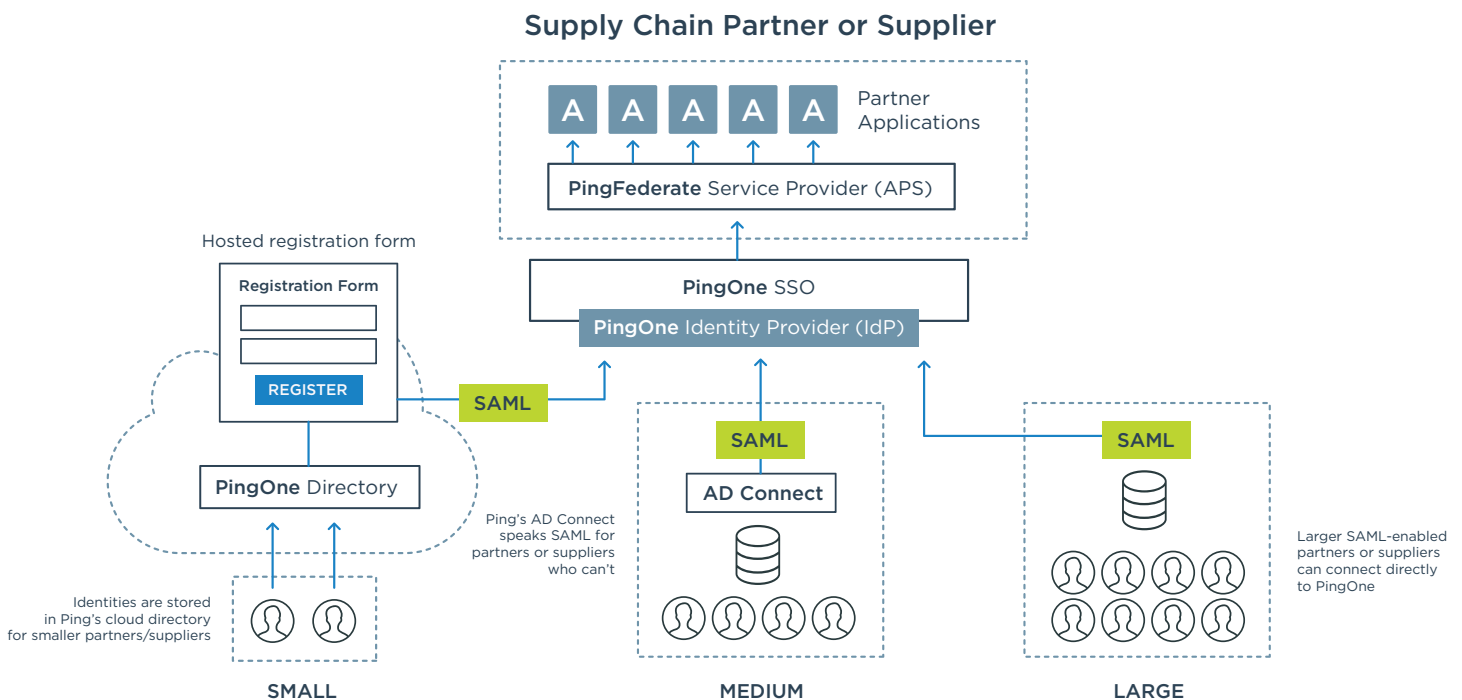 Supply Chain Partner or Supplier
A A A A A
Partner
Applications
PingFederate Service Provider (APS)
Hosted registration form
Registration Form
REGISTER
PingOne SSO
PingOne Identity Provider (IdP)
SAML
SAML
SAML
PingOne Directory
AD Connect
Ping's AD Connect
speaks SAML for
partners or suppliers
who can't
Larger SAML-enabled
partners or suppliers
can connect directly
to PingOne
Identities are stored
in Ping's cloud directory
for smaller partners/suppliers
SMALL
MEDIUM
LARGE